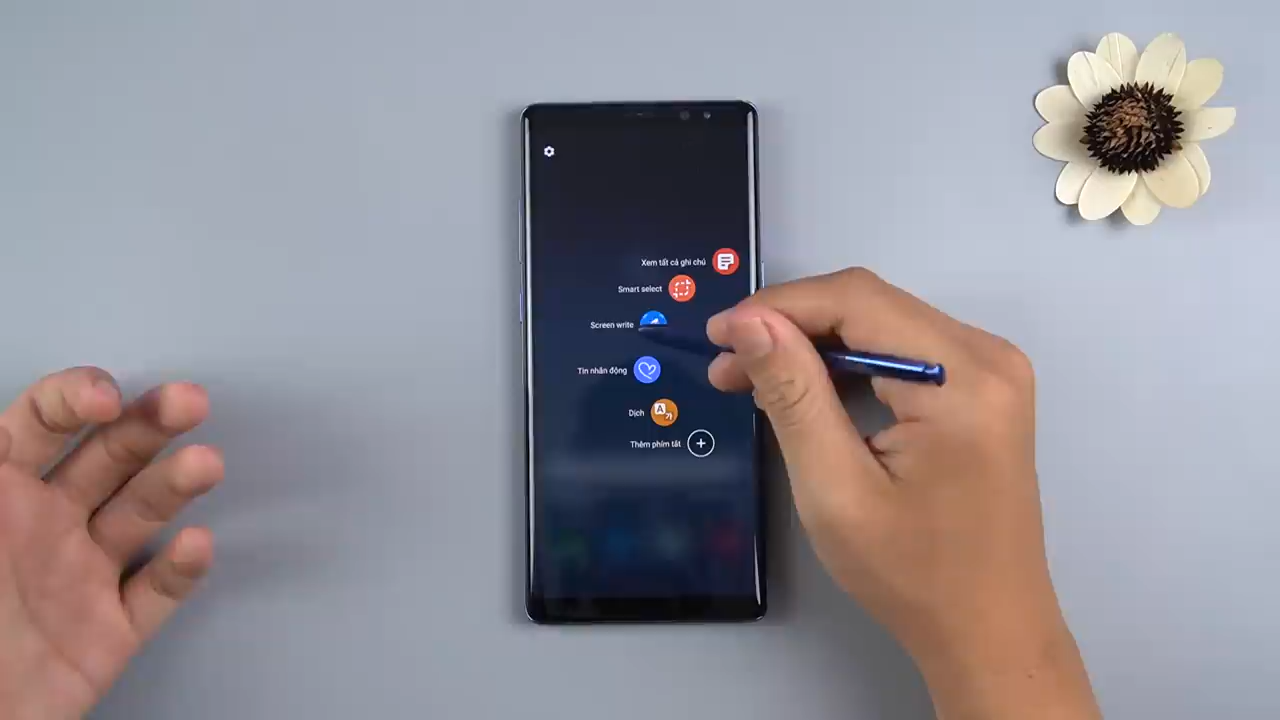 Xem tất cả ghi chú
Smart select
Screen write
Tin nhắn động
Dịch
Thêm phím tắt